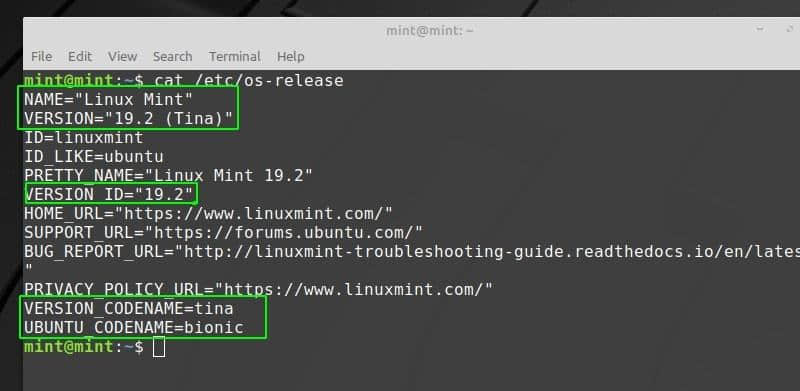 mint@mint:~
File Edit View Search Terminal Help
mint@mint:~$ cat /etc/os-release
NAME="Linux Mint"
VERSION="19.2 (Tina)"
ID=linuxmint
ID_LIKE=ubuntu
PRETTY_NAME="Linux Mint 19.2"
VERSION_ID="19.2"
HOME_URL="https://www.linuxmint.com/"
SUPPORT_URL="https://forums.ubuntu.com/"
BUG_REPORT_URL="http://linuxmint-troubleshooting-guide.readthedocs.io/en/lates
"
PRIVACY_POLICY_URL="https://www.linuxmint.com/"
VERSION_CODENAME=tina
UBUNTU_CODENAME=bionic
mint@mint:~$